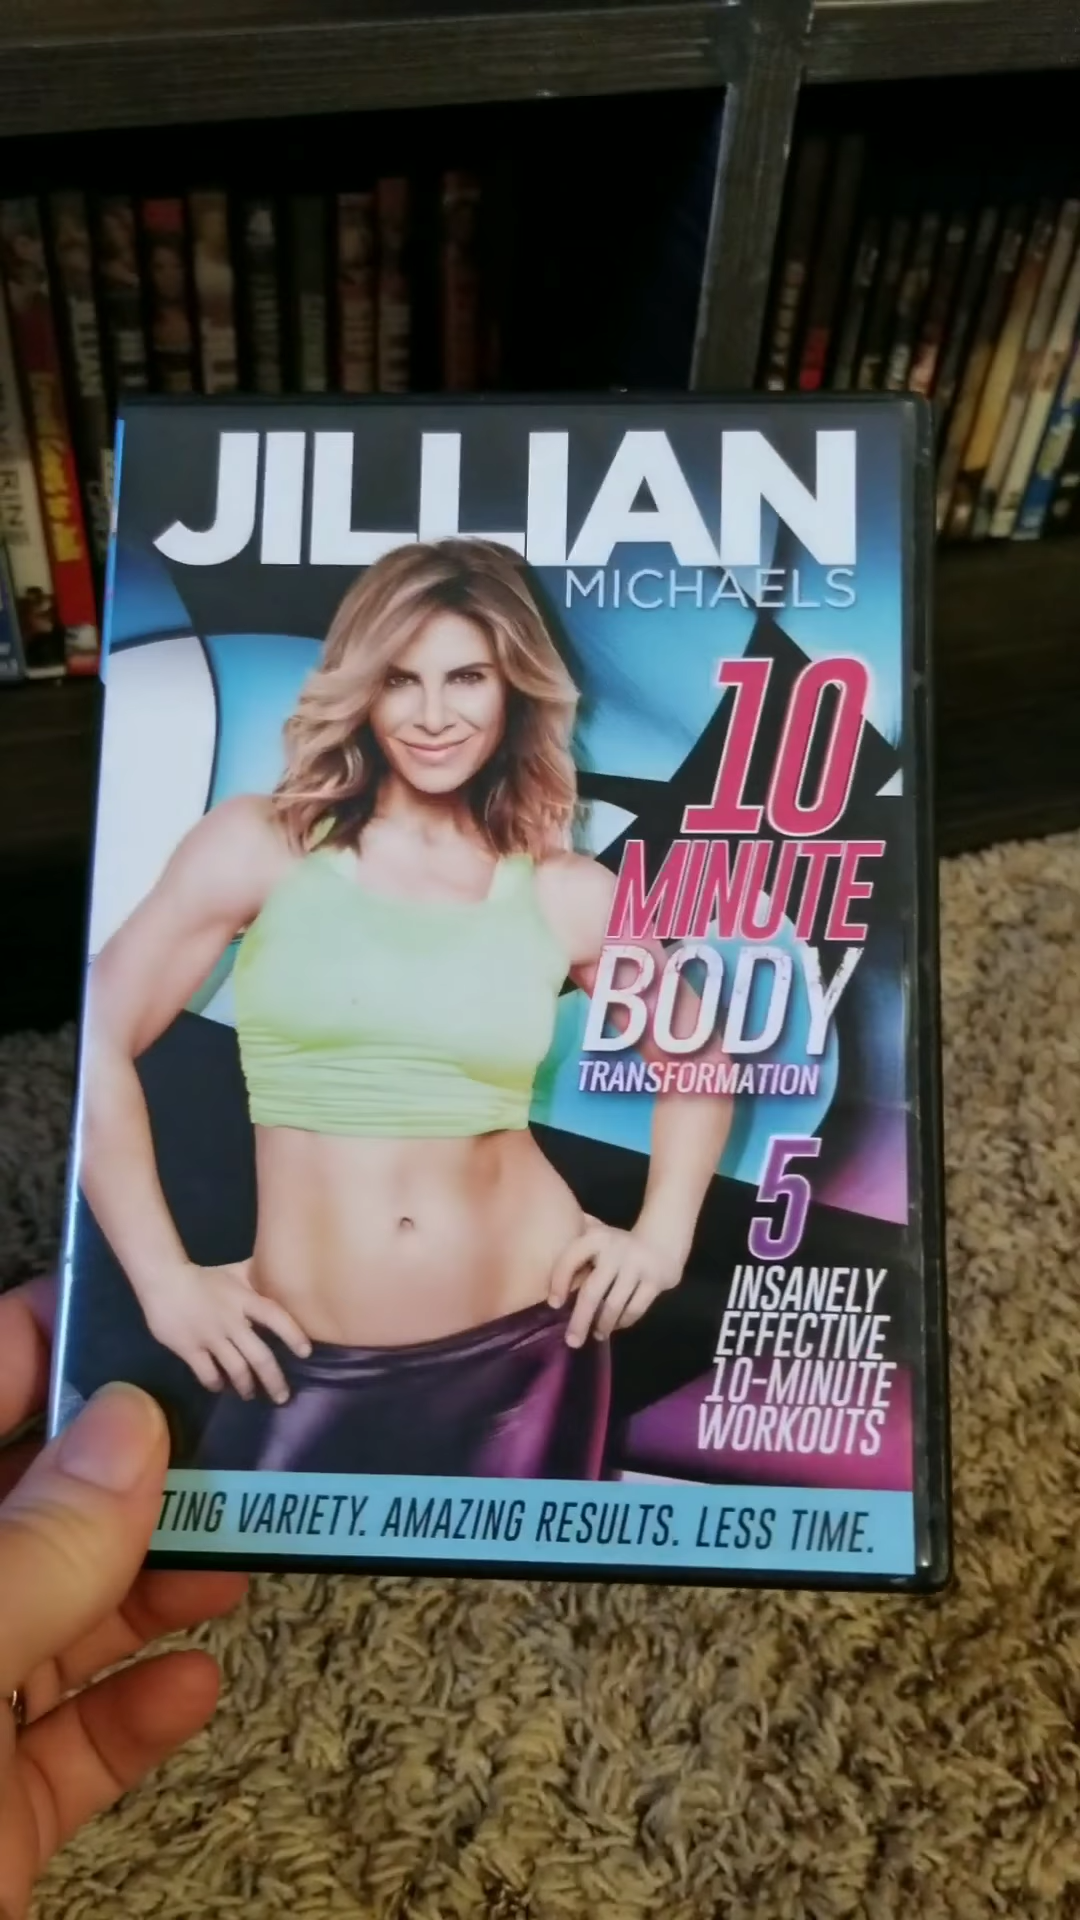 JILLIAN
MICHAELS
10
MINUTE
BODY
TRANSFORMATION
5
INSANELY
EFFECTIVE
10-MINUTE
WORKOUTS
TING VARIETY. AMAZING RESULTS. LESS TIME.